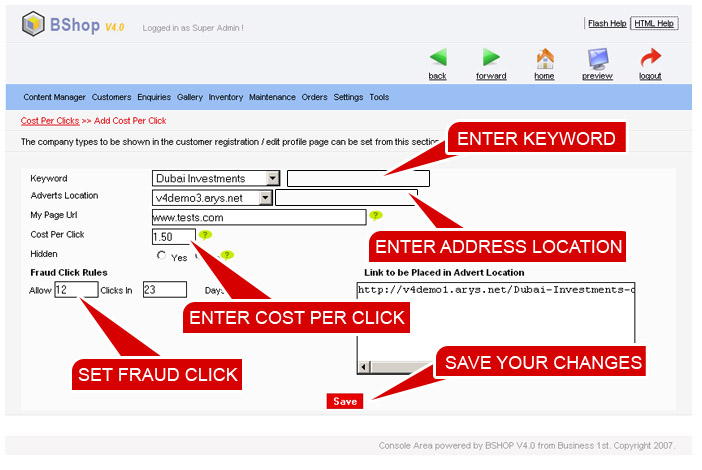 BShop V4.0
Logged in as Super Admin !
Flash Help HTML Help
back forward home preview logout
Content Manager Customers Enquiries Gallery Inventory Maintenance Orders Settings Tools
Cost Per Clicks >> Add Cost Per Click
The company types to be shown in the customer registration / edit profile page can be set from this section
ENTER KEYWORD
Keyword Dubai Investments
Adverts Location v4demo3.arys.net
My Page Url www.tests.com ?
Cost Per Click 1.50 ?
ENTER ADDRESS LOCATION
Hidden Yes ?
Fraud Click Rules
Link to be Placed in Advert Location
Allow 12 Clicks In 23 Days
http://v4demo1.arys.net/Dubai-Investments-
ENTER COST PER CLICK
SAVE YOUR CHANGES
SET FRAUD CLICK
Save
Console Area powered by BSHOP V4.0 from Business 1st. Copyright 2007.